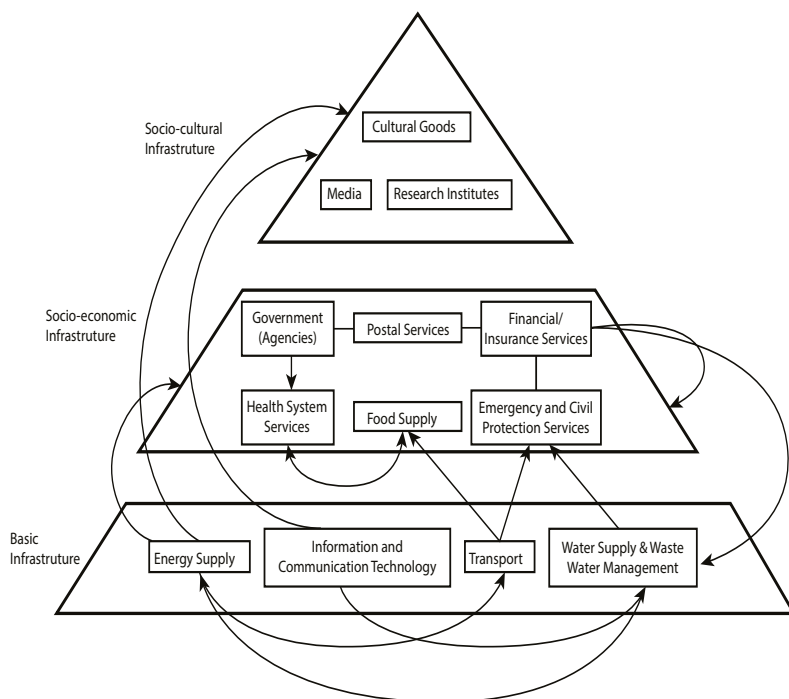 Socio-cultural
Infrastruture
Cultural Goods
Media
Research Institutes
Socio-economic
Infrastruture
Government
(Agencies)
Postal Services
Financial/
Insurance Services
Health System
Services
Food Supply
Emergency and Civil
Protection Services
Basic
Infrastruture
Energy Supply
Information and
Communication Technology
Transport
Water Supply & Waste
Water Management